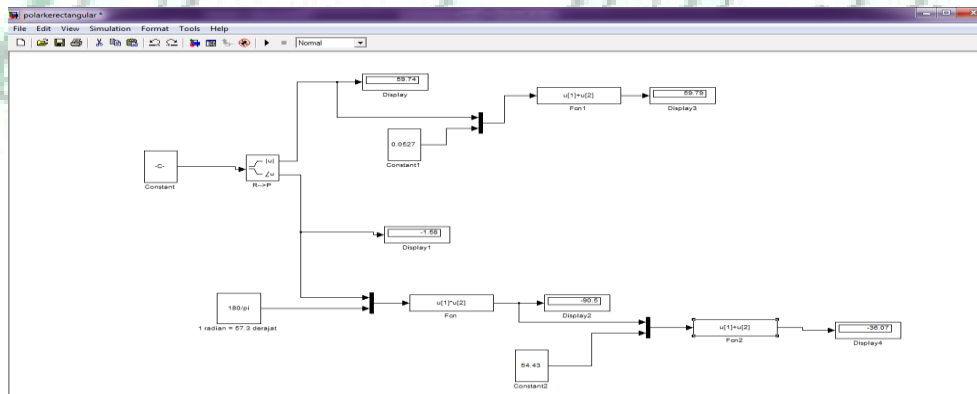 polarkerectangular *
File Edit View Simulation Format Tools Help
Normal
59.74
Display
u[1]+u[2]
Fcn1
59.79
Display3
0.0527
Constant1
-C-
Constant
|u|
∠u
R-->P
-1.58
Display1
180/pi
1 radian = 57.3 derajat
u[1]*u[2]
Fcn
-90.5
Display2
54.43
Constant2
u[1]+u[2]
Fcn2
-36.07
Display4